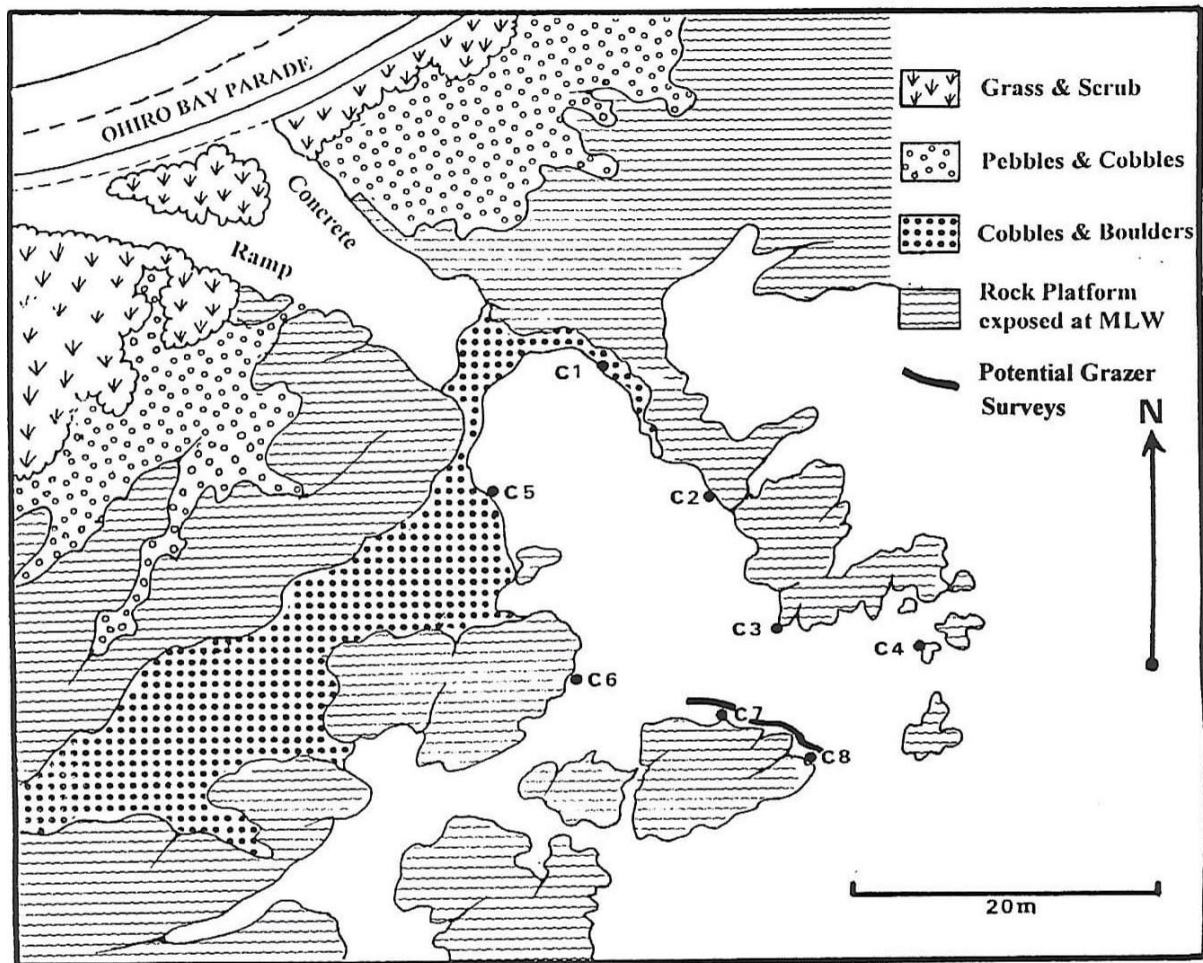 OHIRO BAY PARADE
Concrete
Ramp
Grass & Scrub
Pebbles & Cobbles
Cobbles & Boulders
Rock Platform
exposed at MLW
Potential Grazer
Surveys
N
C1
C2
C5
C3
C4
C6
C7
C8
20m